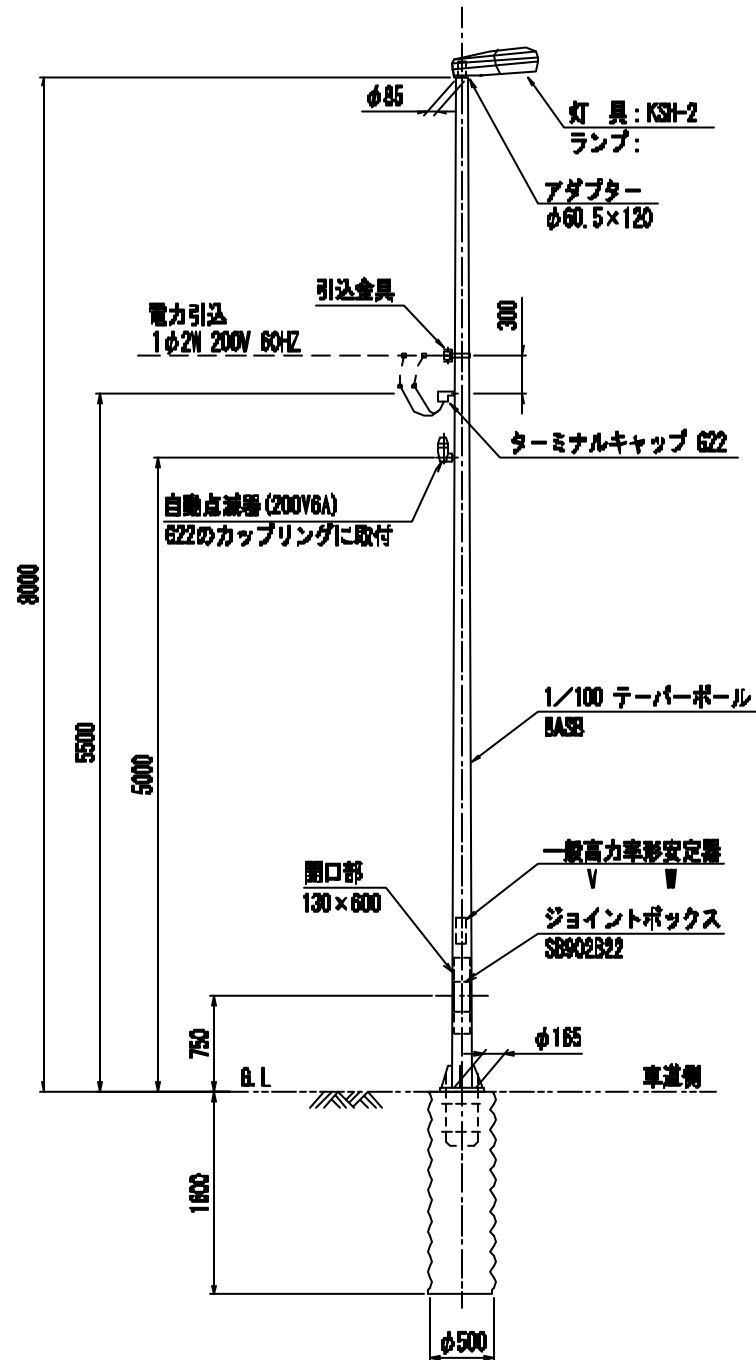 φ85
灯 具：KSH-2
ランプ：
アダプター
φ60.5×120
引込金具
300
電力引込
1φ2W 200V 60HZ
ターミナルキャップ G22
自動点滅器(200V6A)
G22のカップリングに取付
8000
5500
5000
1/100 テーパーポール
一般高力率形安定器
V W
開口部
130×600
ジョイントボックス
SB902B22
750
φ165
G.L
車道側
φ500